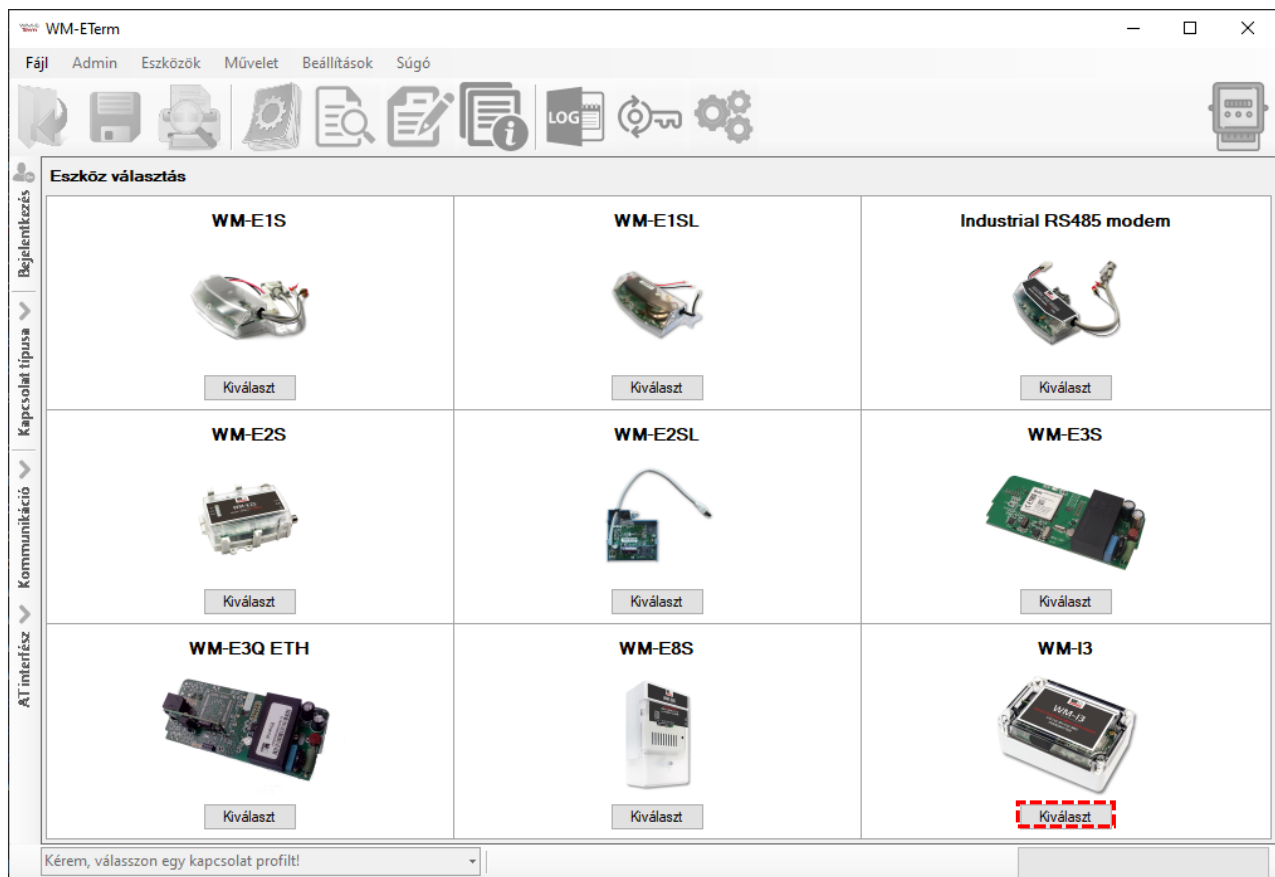 WM-ETerm
Fájl Admin Eszközök Művelet Beállítások Súgó
LOG
Eszköz választás
Bejelentkezés
Kapcsolat típusa
Kommunikáció
AT interfész
WM-E1S
WM-E1SL
Industrial RS485 modem
Kiválaszt
Kiválaszt
Kiválaszt
WM-E2S
WM-E2SL
WM-E3S
Kiválaszt
Kiválaszt
Kiválaszt
WM-E3Q ETH
WM-E8S
WM-I3
WM-I3
Kiválaszt
Kiválaszt
Kiválaszt
Kérem, válasszon egy kapcsolat profilt!